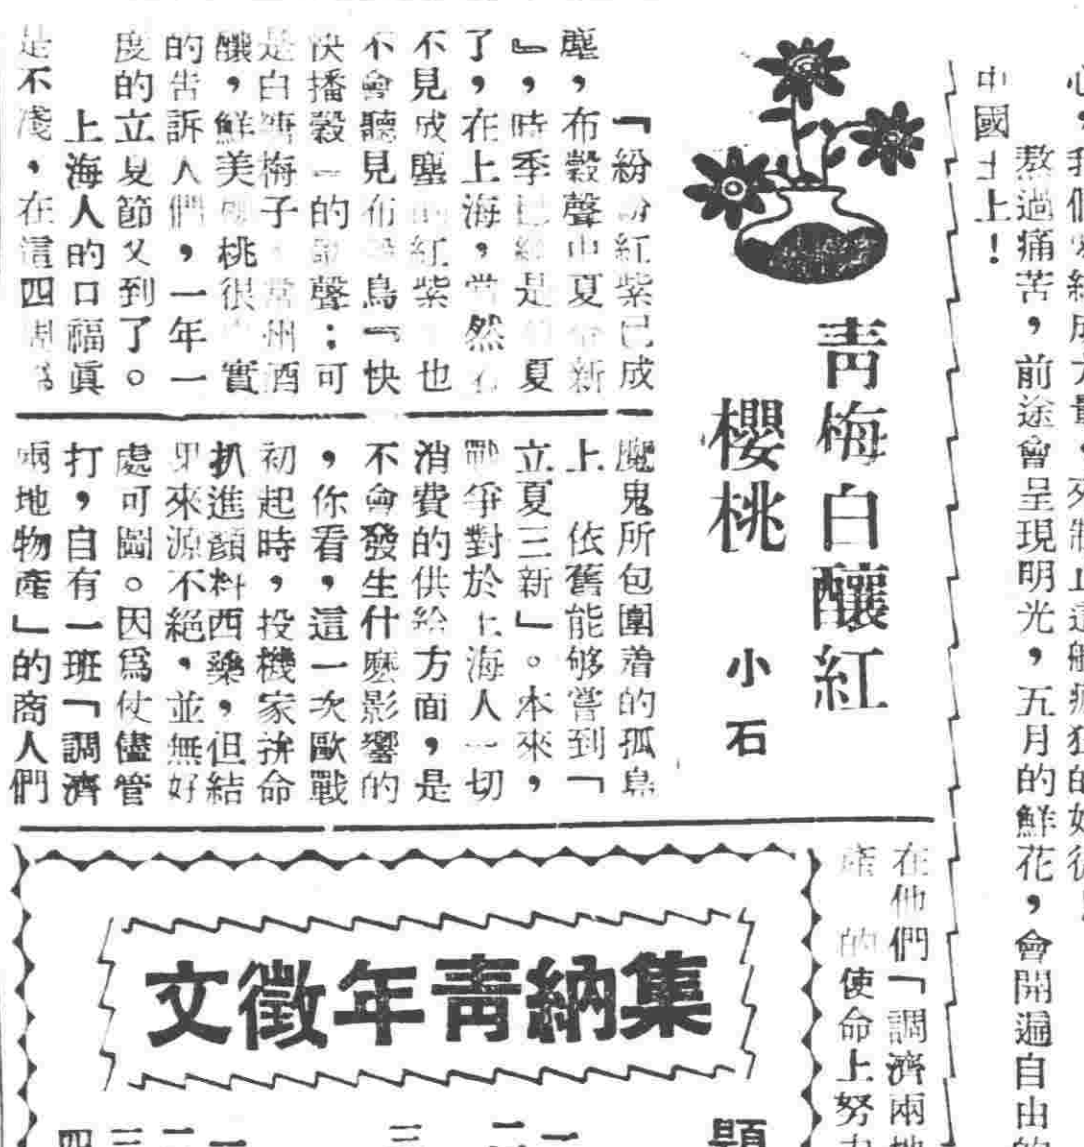 熬過痛苦，前途會呈現明光，五月的鮮花，會開遍自由的
中國土上！
青梅白釀紅
櫻桃
小石
「紛紛紅紫已成
塵，布穀聲中夏令新
」，時季已經是初夏
了，在上海，當然看
不見成塵的紅紫，也
不會聽見布穀鳥「快
快播穀」的歌聲；可
是白糖梅子，常州酒
釀，鮮美櫻桃很忠實
的告訴人們，一年一
度的立夏節又到了。
上海人的口福眞
是不淺，在這四周爲
魔鬼所包圍着的孤島
上，依舊能够嘗到「
立夏三新」。本來，
戰爭對於上海人一切
消費的供給方面，是
不會發生什麽影響的
，你看，這一次歐戰
初起時，投機家拚命
扒進顏料西藥，但結
果來源不絕，並無好
處可圖。因爲仗儘管
打，自有一班「調濟
兩地物產」的商人們
在他們「調濟兩地
產」的使命上努
集納青年徵文
題